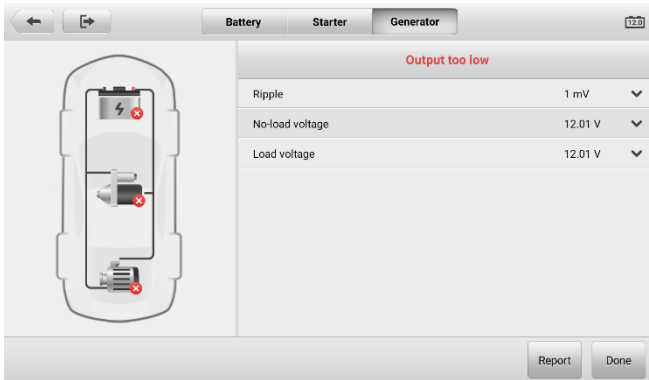 Battery Starter Generator
12.0
Output too low
Ripple 1 mV
No-load voltage 12.01 V
Load voltage 12.01 V
Report Done